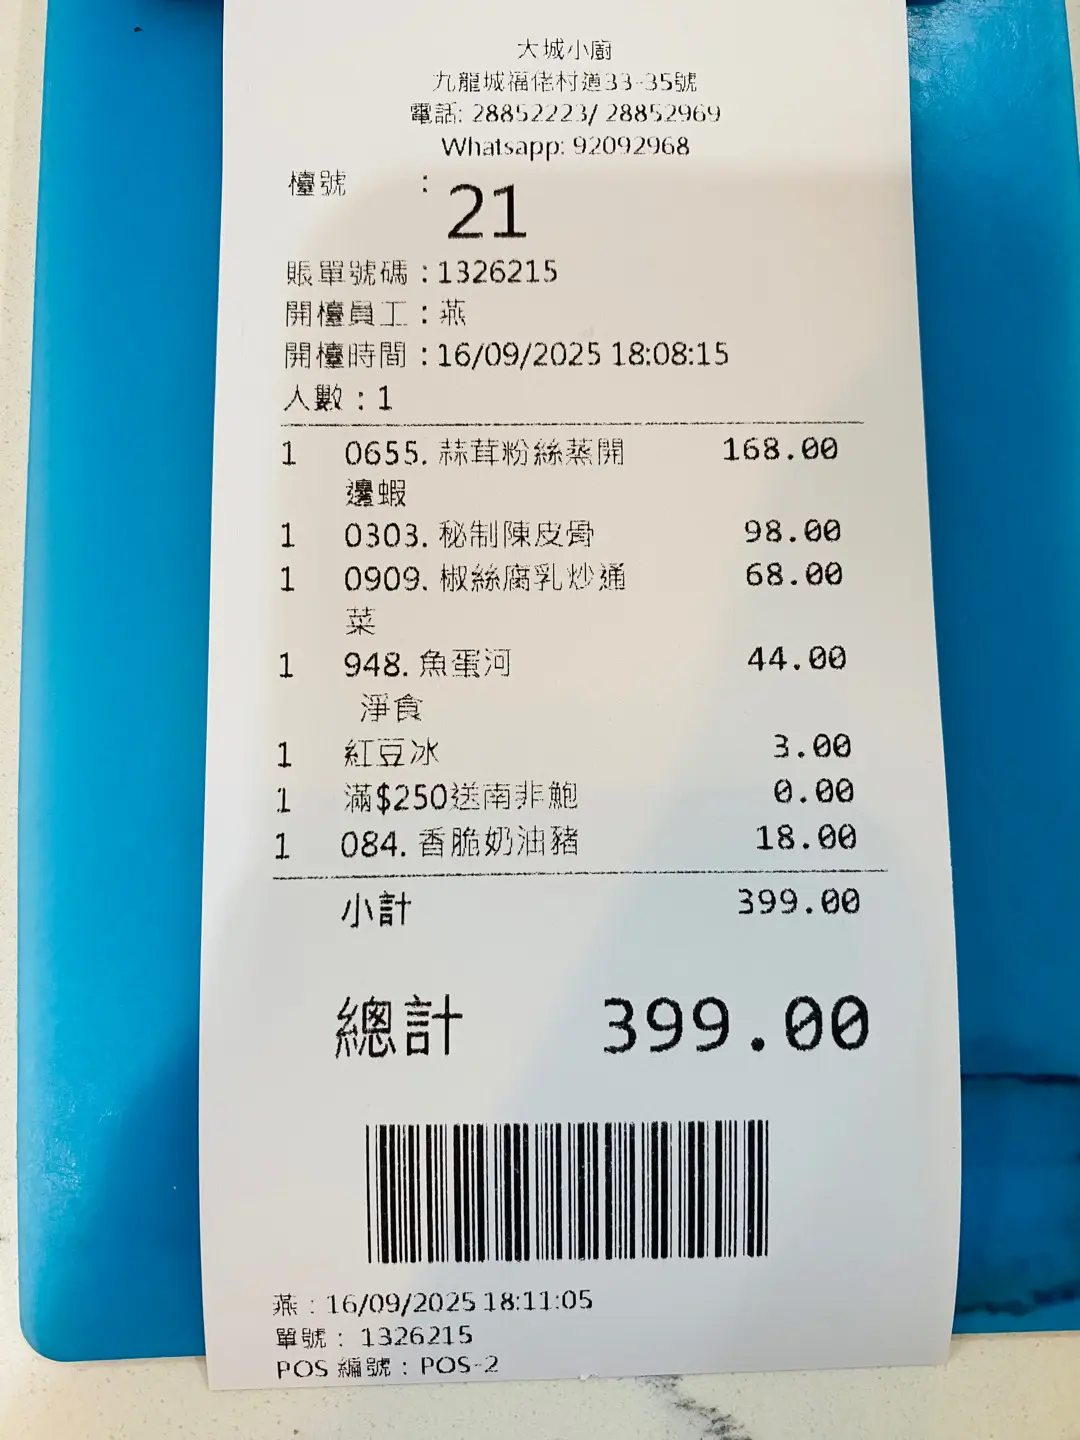 大城小廚
九龍城福佬村道33-35號
電話: 28852223/ 28852969
Whatsapp: 92092968
檯號 : 21
賬單號碼 : 1326215
開檯員工 : 燕
開檯時間 : 16/09/2025 18:08:15
人數 : 1
1 0655. 蒜茸粉絲蒸開 168.00
邊蝦
1 0303. 秘制陳皮骨 98.00
1 0909. 椒絲腐乳炒通 68.00
菜
1 948. 魚蛋河 44.00
淨食
1 紅豆冰 3.00
1 滿$250送南非鮑 0.00
1 084. 香脆奶油豬 18.00
小計 399.00
總計 399.00
燕 : 16/09/2025 18:11:05
單號 : 1326215
POS 編號 : POS-2